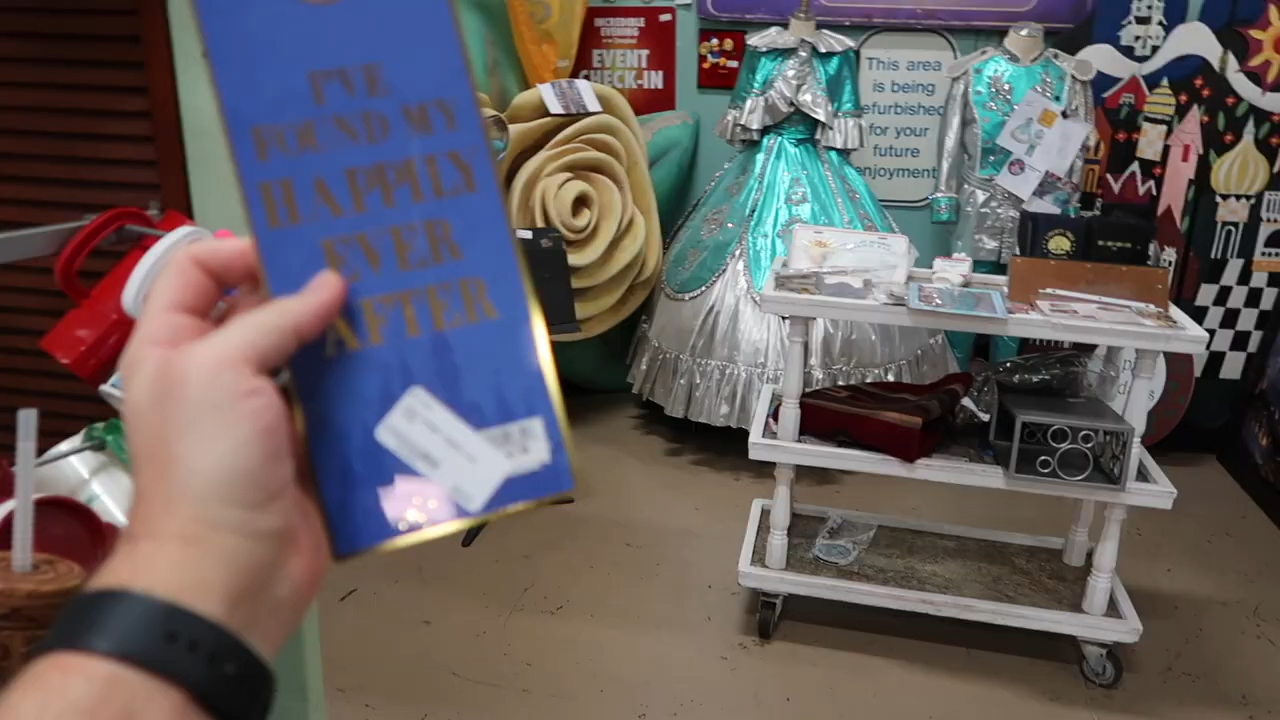 I'VE
FOUND MY
HAPPILY
EVER
AFTER
INCREDIBLE
EVENING
EVENT
CHECK-IN
This area
is being
efurbished
for your
future
enjoyment